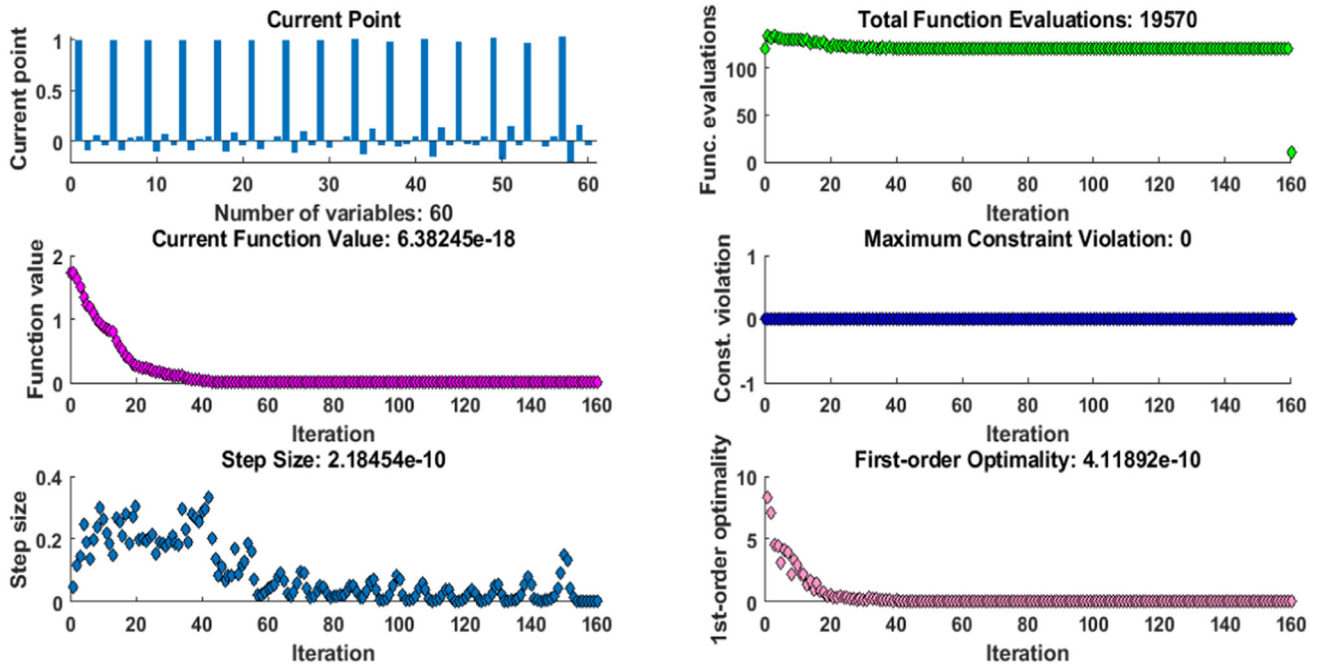 Current Point
Current point
1
0.5
0
0 10 20 30 40 50 60
Number of variables: 60
Total Function Evaluations: 19570
Func. evaluations
100
50
0
0 20 40 60 80 100 120 140 160
Iteration
Current Function Value: 6.38245e-18
Function value
2
1
0
0 20 40 60 80 100 120 140 160
Iteration
Maximum Constraint Violation: 0
Const. violation
1
0
-1
0 20 40 60 80 100 120 140 160
Iteration
Step Size: 2.18454e-10
Step size
0.4
0.2
0
0 20 40 60 80 100 120 140 160
Iteration
First-order Optimality: 4.11892e-10
1st-order optimality
10
5
0
0 20 40 60 80 100 120 140 160
Iteration